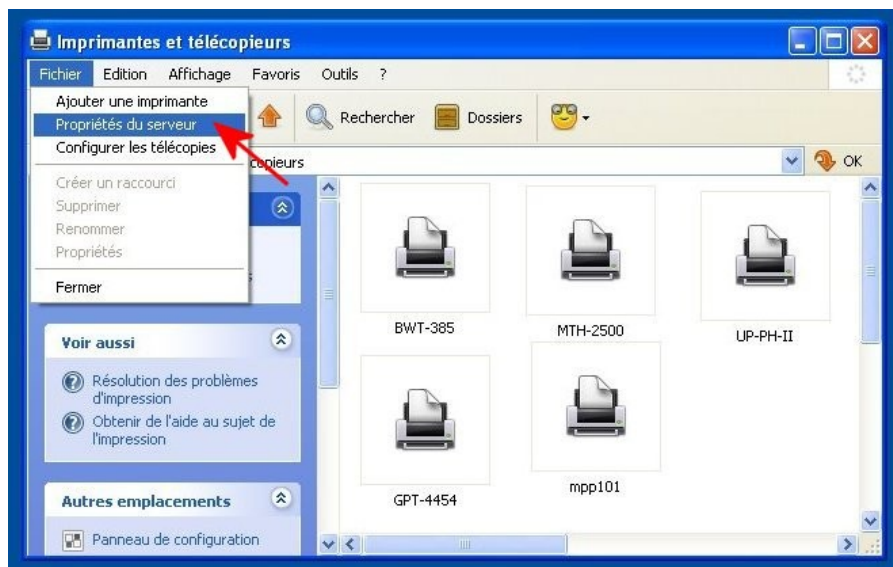 Imprimantes et télécopieurs
Fichier Edition Affichage Favoris Outils ?
Ajouter une imprimante
Propriétés du serveur
Configurer les télécopies
Créer un raccourci
Supprimer
Renommer
Propriétés
Fermer
Rechercher Dossiers
copieurs
OK
Voir aussi
Résolution des problèmes
d'impression
Obtenir de l'aide au sujet de
l'impression
Autres emplacements
Panneau de configuration
BWT-385
MTH-2500
UP-PH-II
GPT-4454
mpp101